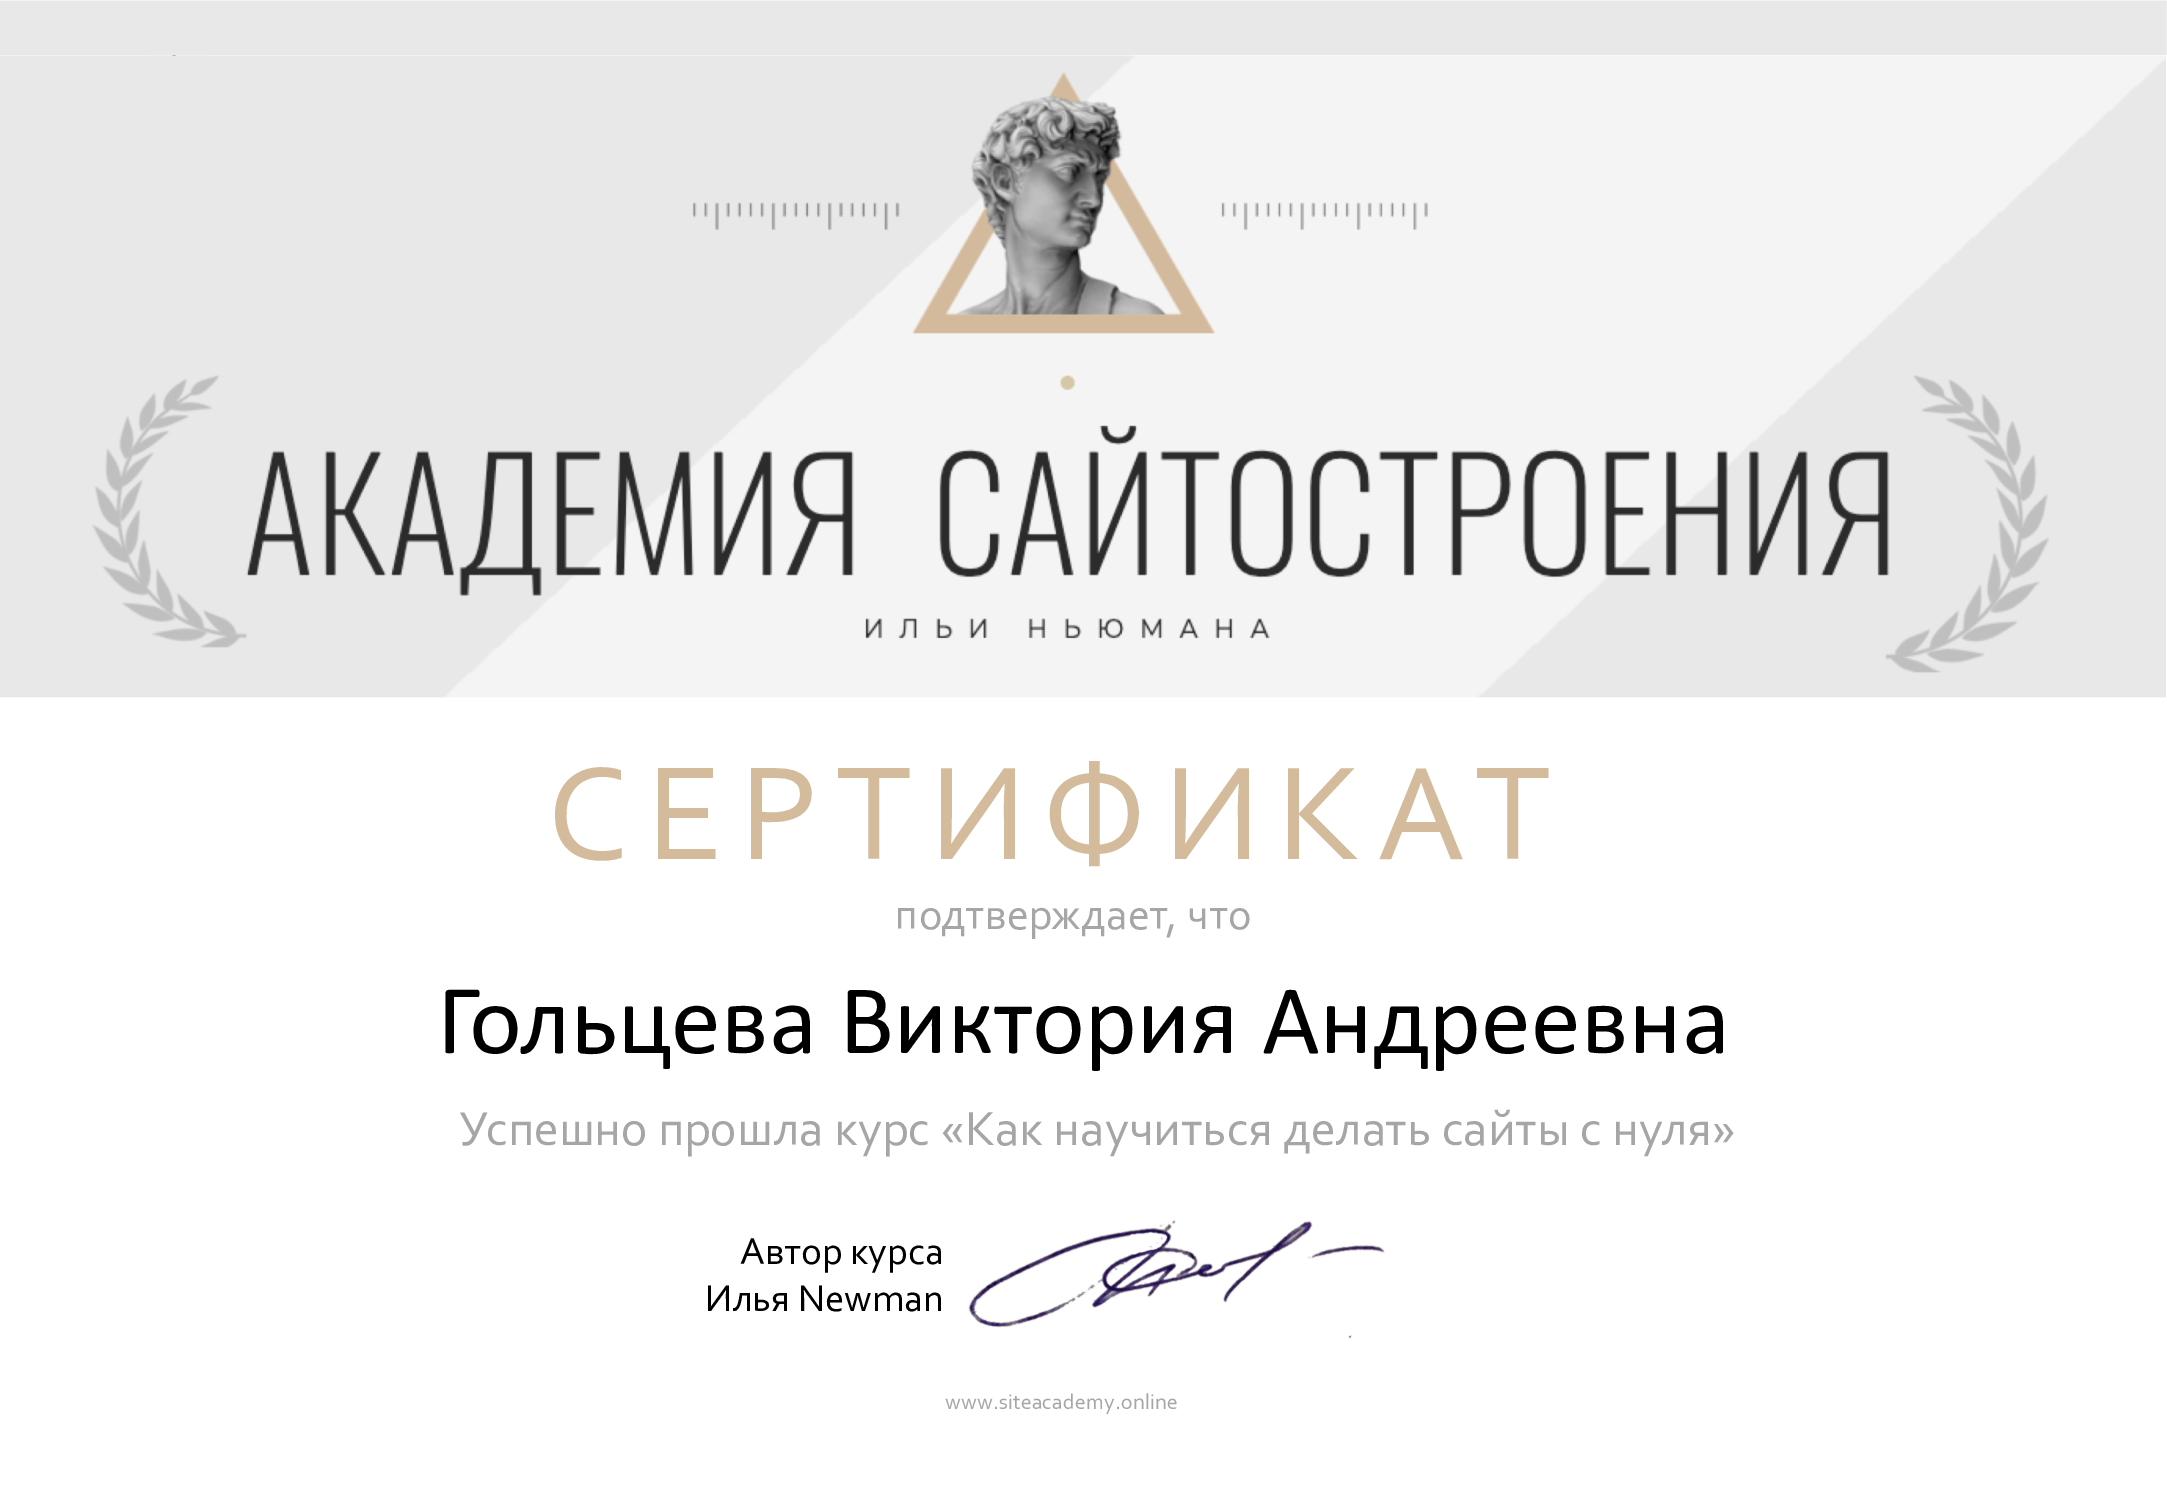 АКАДЕМИЯ САЙТОСТРОЕНИЯ
ИЛЬИ НЬЮМАНА
СЕРТИФИКАТ
подтверждает, что
Гольцева Виктория Андреевна
Успешно прошла курс «Как научиться делать сайты с нуля»
Автор курса
Илья Newman
www.siteacademy.online